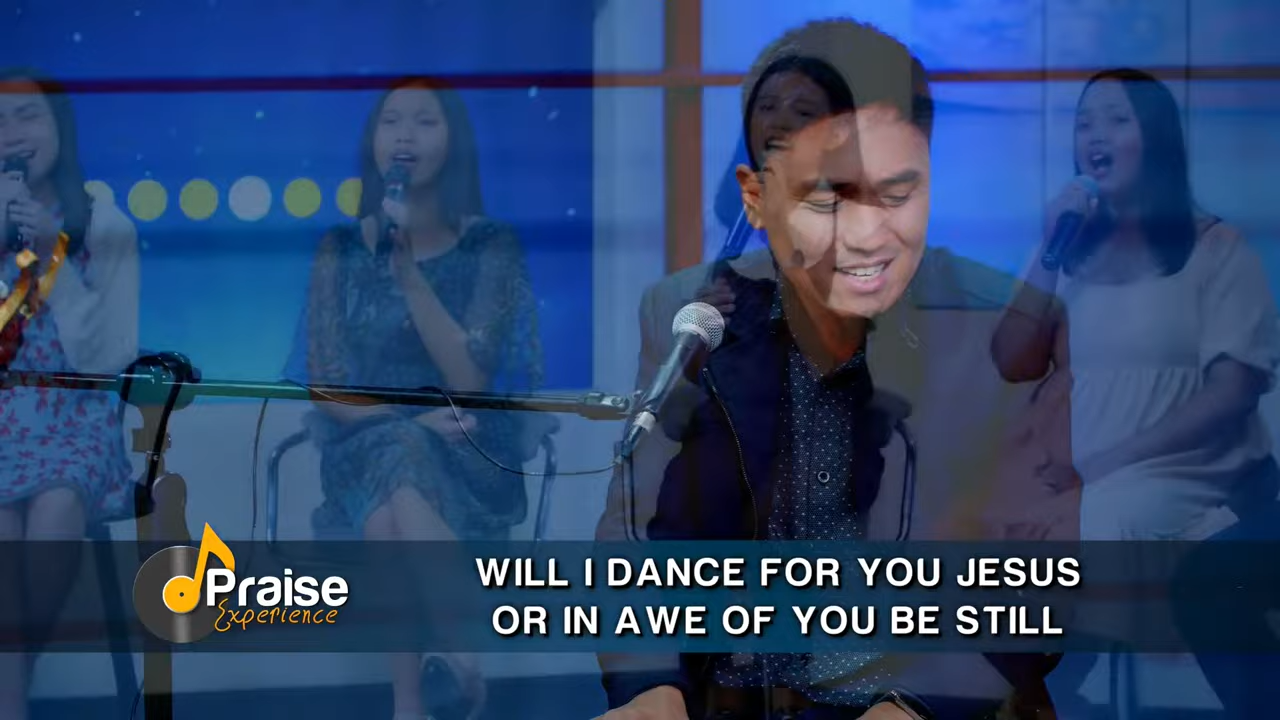 Praise
Experience
WILL I DANCE FOR YOU JESUS
OR IN AWE OF YOU BE STILL